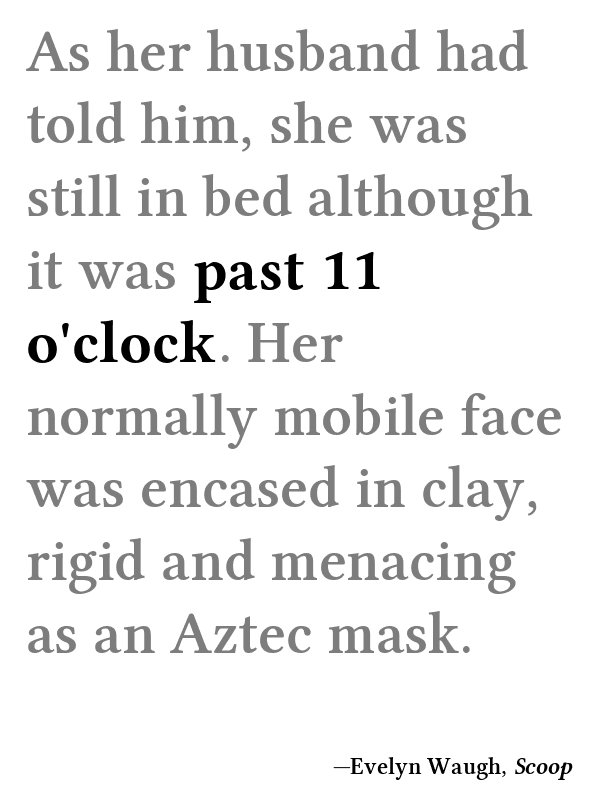 As her husband had
told him, she was
still in bed although
it was past 11
o'clock. Her
normally mobile face
was encased in clay,
rigid and menacing
as an Aztec mask.
—Evelyn Waugh, Scoop